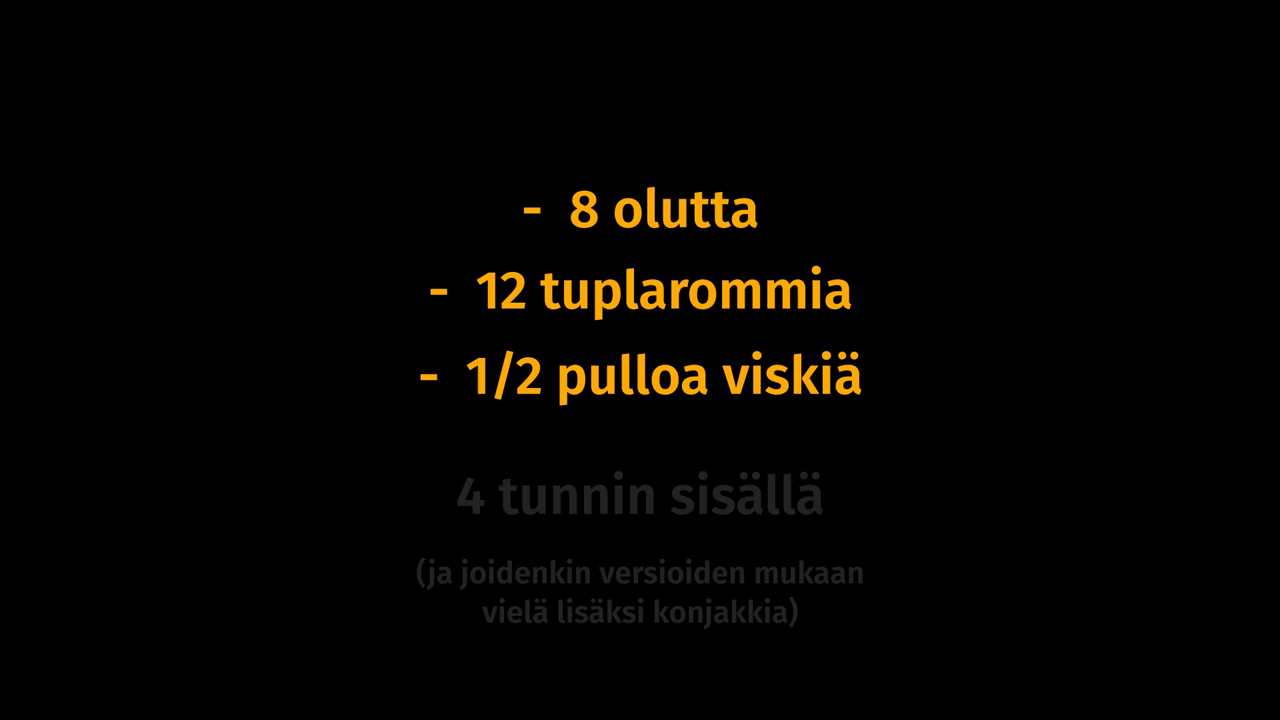 - 8 olutta
- 12 tuplarommia
- 1/2 pulloa viskiä
4 tunnin sisällä
(ja joidenkin versioiden mukaan
vielä lisäksi konjakkia)